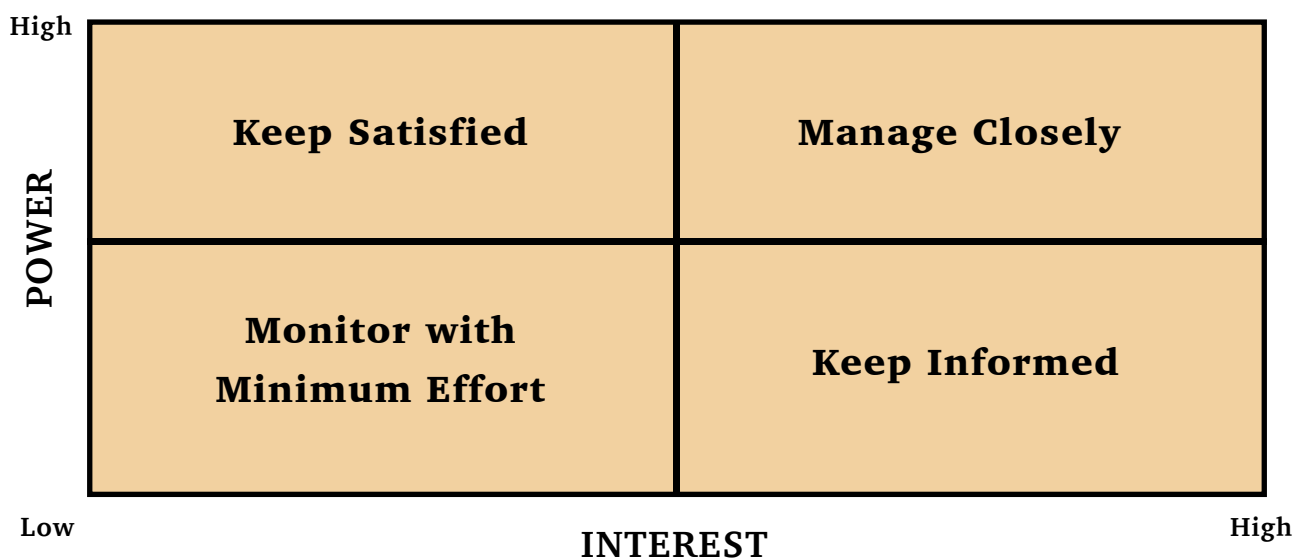 High
Keep Satisfied
Manage Closely
POWER
Monitor with
Minimum Effort
Keep Informed
Low
INTEREST
High